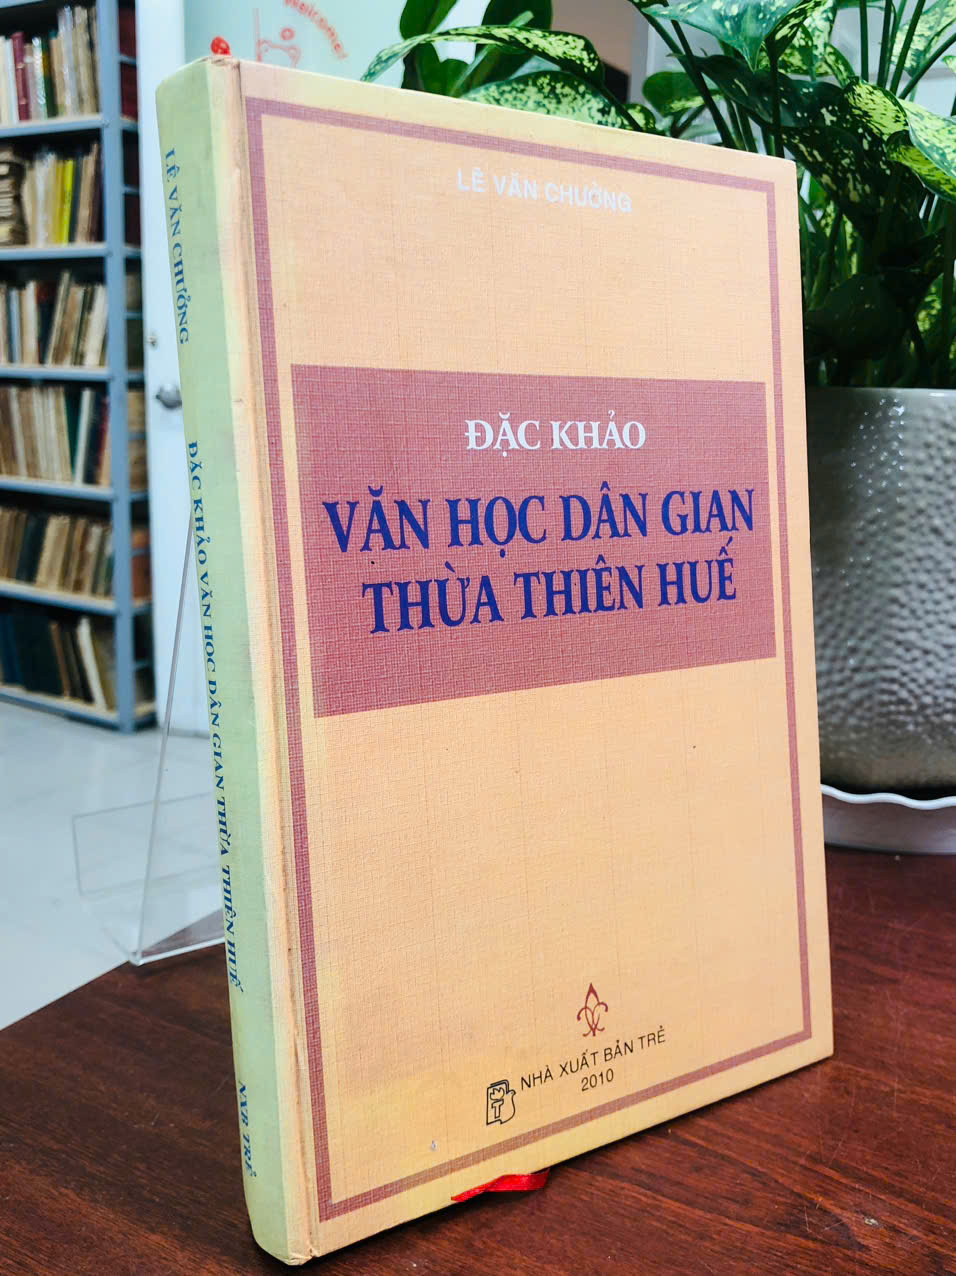 Welcome!
LÊ VĂN CHƯỞNG
ĐẶC KHẢO
VĂN HỌC DÂN GIAN
THỪA THIÊN HUẾ
NHÀ XUẤT BẢN TRẺ
2010
LÊ VĂN CHƯỞNG
ĐẶC KHẢO VĂN HỌC DÂN GIAN THỪA THIÊN HUẾ
NXB TRẺ